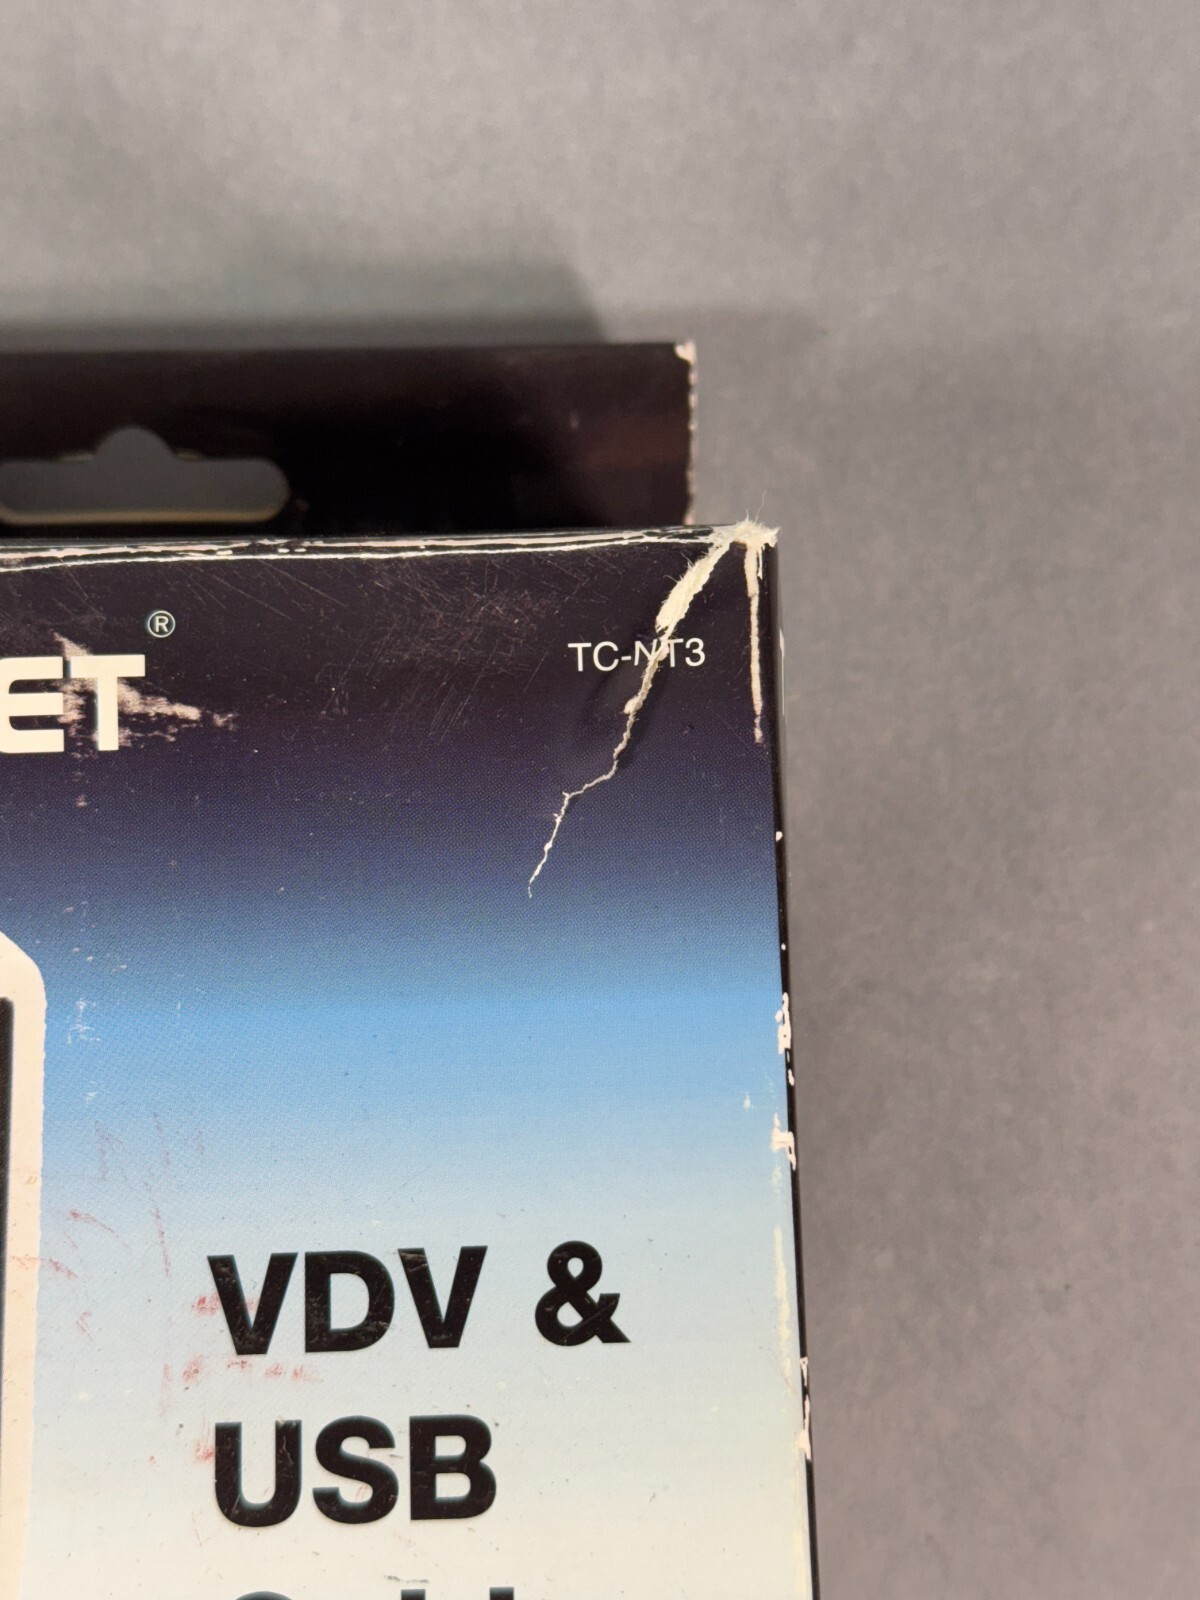 ET®
TC-NT3
VDV &
USB